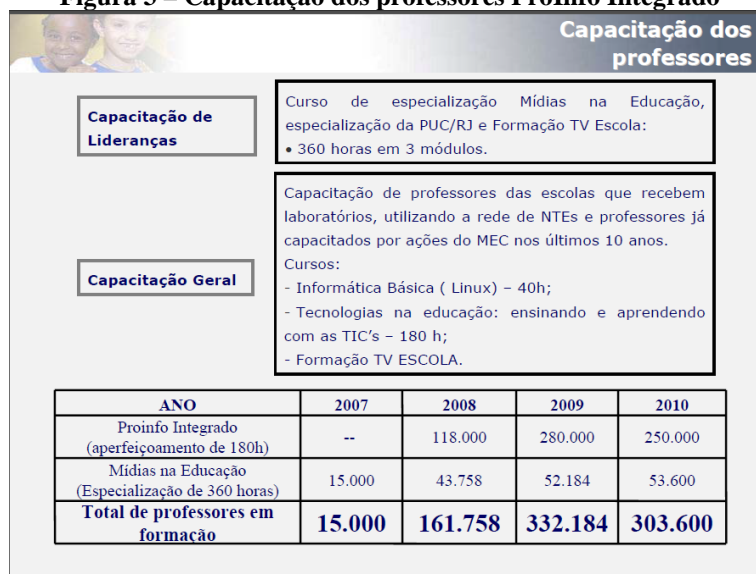 Figura 3 – Capacitação dos professores ProInfo Integrado
Capacitação dos
professores
Capacitação de
Lideranças
Curso de especialização Mídias na Educação,
especialização da PUC/RJ e Formação TV Escola:
• 360 horas em 3 módulos.
Capacitação Geral
Capacitação de professores das escolas que recebem
laboratórios, utilizando a rede de NTEs e professores já
capacitados por ações do MEC nos últimos 10 anos.
Cursos:
- Informática Básica ( Linux) – 40h;
- Tecnologias na educação: ensinando e aprendendo
com as TIC's – 180 h;
- Formação TV ESCOLA.
ANO 2007 2008 2009 2010
Proinfo Integrado
(aperfeiçoamento de 180h) -- 118.000 280.000 250.000
Mídias na Educação
(Especialização de 360 horas) 15.000 43.758 52.184 53.600
Total de professores em
formação 15.000 161.758 332.184 303.600